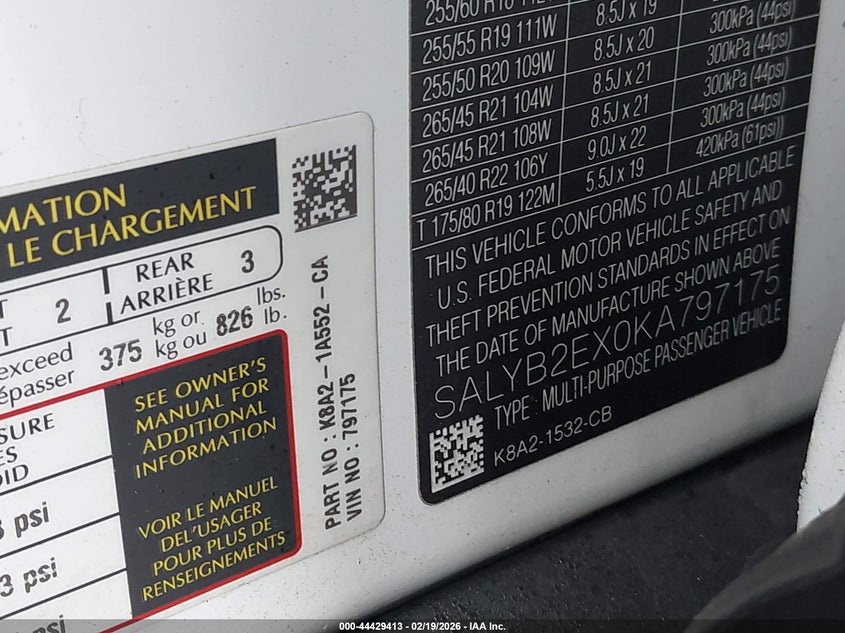 MATION
LE CHARGEMENT
2
REAR
ARRIÈRE
3
exceed
375
kg or
kg ou
826
lbs.
lb.
SEE OWNER'S
MANUAL FOR
ADDITIONAL
INFORMATION
VOIR LE MANUEL
DEL'USAGER
POUR PLUS DE
RENSEIGNEMENTS
psi
3 psi
PART NO : K8A2-1A552-CA
VIN NO : 797175
255/55 R19 111W 8.5J x 19 300kPa (44psi)
255/50 R20 109W 8.5J x 20 300kPa (44psi)
265/45 R21 104W 8.5J x 21 300kPa (44psi)
265/45 R21 108W 8.5J x 21 300kPa (44psi)
265/40 R22 106Y 9.0J x 22 300kPa (44psi)
T 175/80 R19 122M 5.5J x 19 420kPa (61psi))
THIS VEHICLE CONFORMS TO ALL APPLICABLE
U.S. FEDERAL MOTOR VEHICLE SAFETY AND
THEFT PREVENTION STANDARDS IN EFFECT ON
THE DATE OF MANUFACTURE SHOWN ABOVE
SALYB2EX0KA797175
TYPE : MULTI-PURPOSE PASSENGER VEHICLE
K8A2-1532-CB
000-44429413 - 02/19/2026 - IAA Inc.